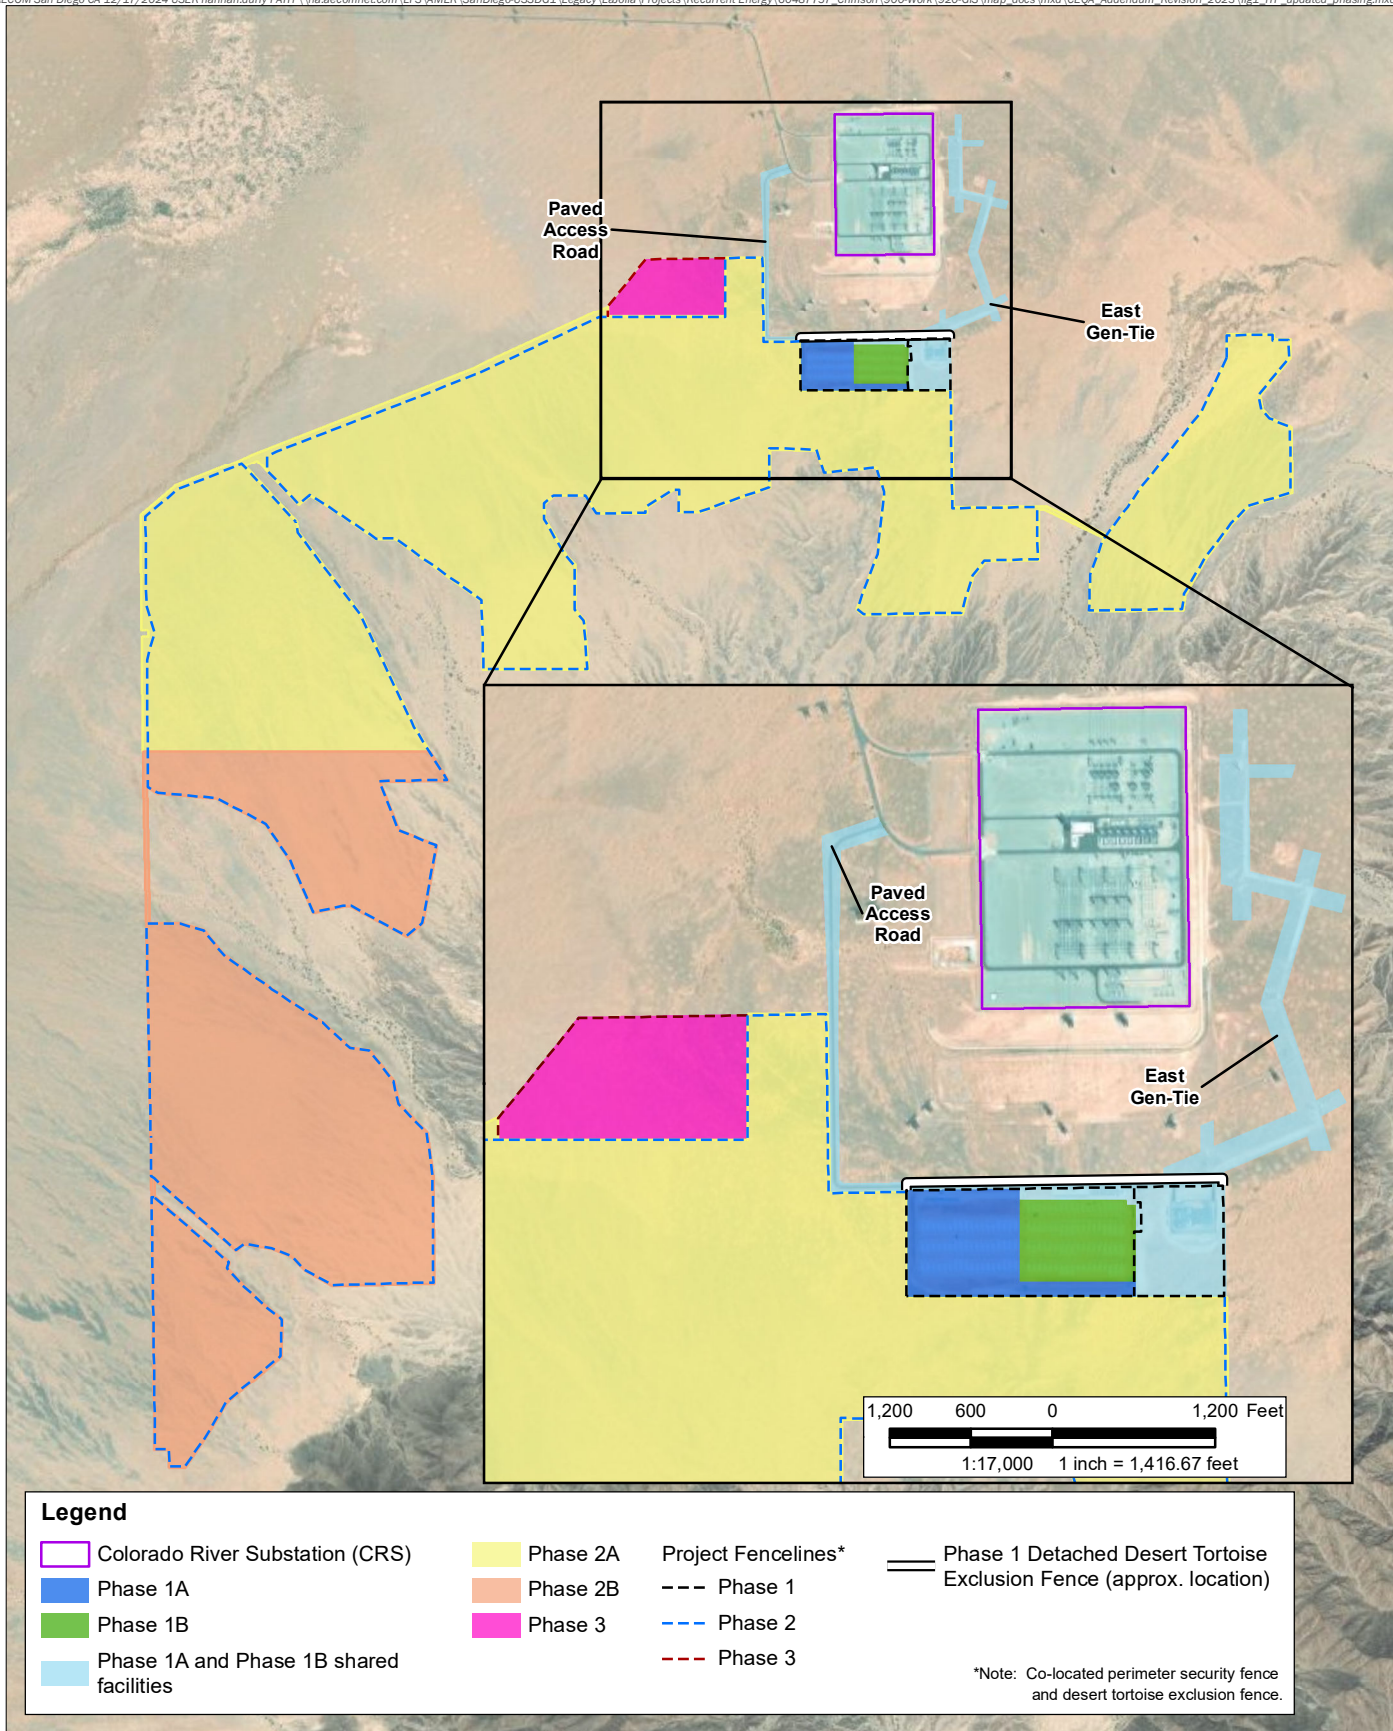 Paved
Access
Road
East
Gen-Tie
Paved
Access
Road
East
Gen-Tie
1,200 600 0 1,200 Feet
1:17,000 1 inch = 1,416.67 feet
Legend
Colorado River Substation (CRS)
Phase 1A
Phase 1B
Phase 1A and Phase 1B shared
facilities
Phase 2A
Phase 2B
Phase 3
Project Fencelines*
Phase 1
Phase 2
Phase 3
Phase 1 Detached Desert Tortoise
Exclusion Fence (approx. location)
*Note: Co-located perimeter security fence
and desert tortoise exclusion fence.